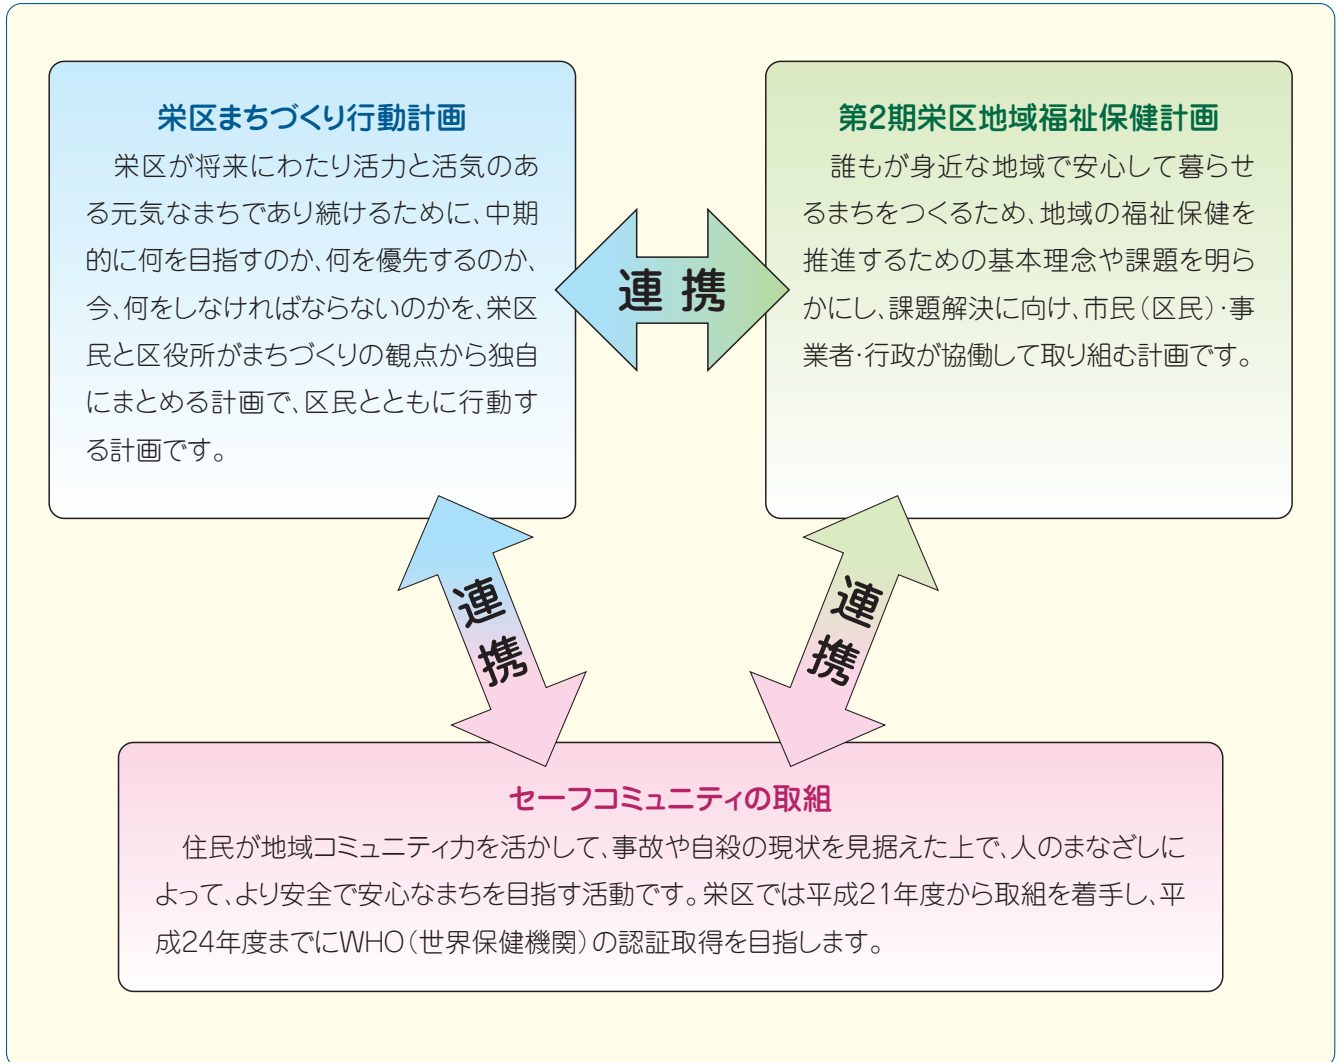 栄区まちづくり行動計画
栄区が将来にわたり活力と活気のあ
る元気なまちであり続けるために、中期
的に何を目指すのか、何を優先するのか、
今、何をしなければならないのかを、栄区
民と区役所がまちづくりの観点から独自
にまとめる計画で、区民とともに行動す
る計画です。
連携
第2期栄区地域福祉保健計画
誰もが身近な地域で安心して暮らせ
るまちをつくるため、地域の福祉保健を
推進するための基本理念や課題を明ら
かにし、課題解決に向け、市民(区民)・事
業者・行政が協働して取り組む計画です。
連携
連携
セーフコミュニティの取組
住民が地域コミュニティ力を活かして、事故や自殺の現状を見据えた上で、人のまなざしに
よって、より安全で安心なまちを目指す活動です。栄区では平成21年度から取組を着手し、平
成24年度までにWHO(世界保健機関)の認証取得を目指します。